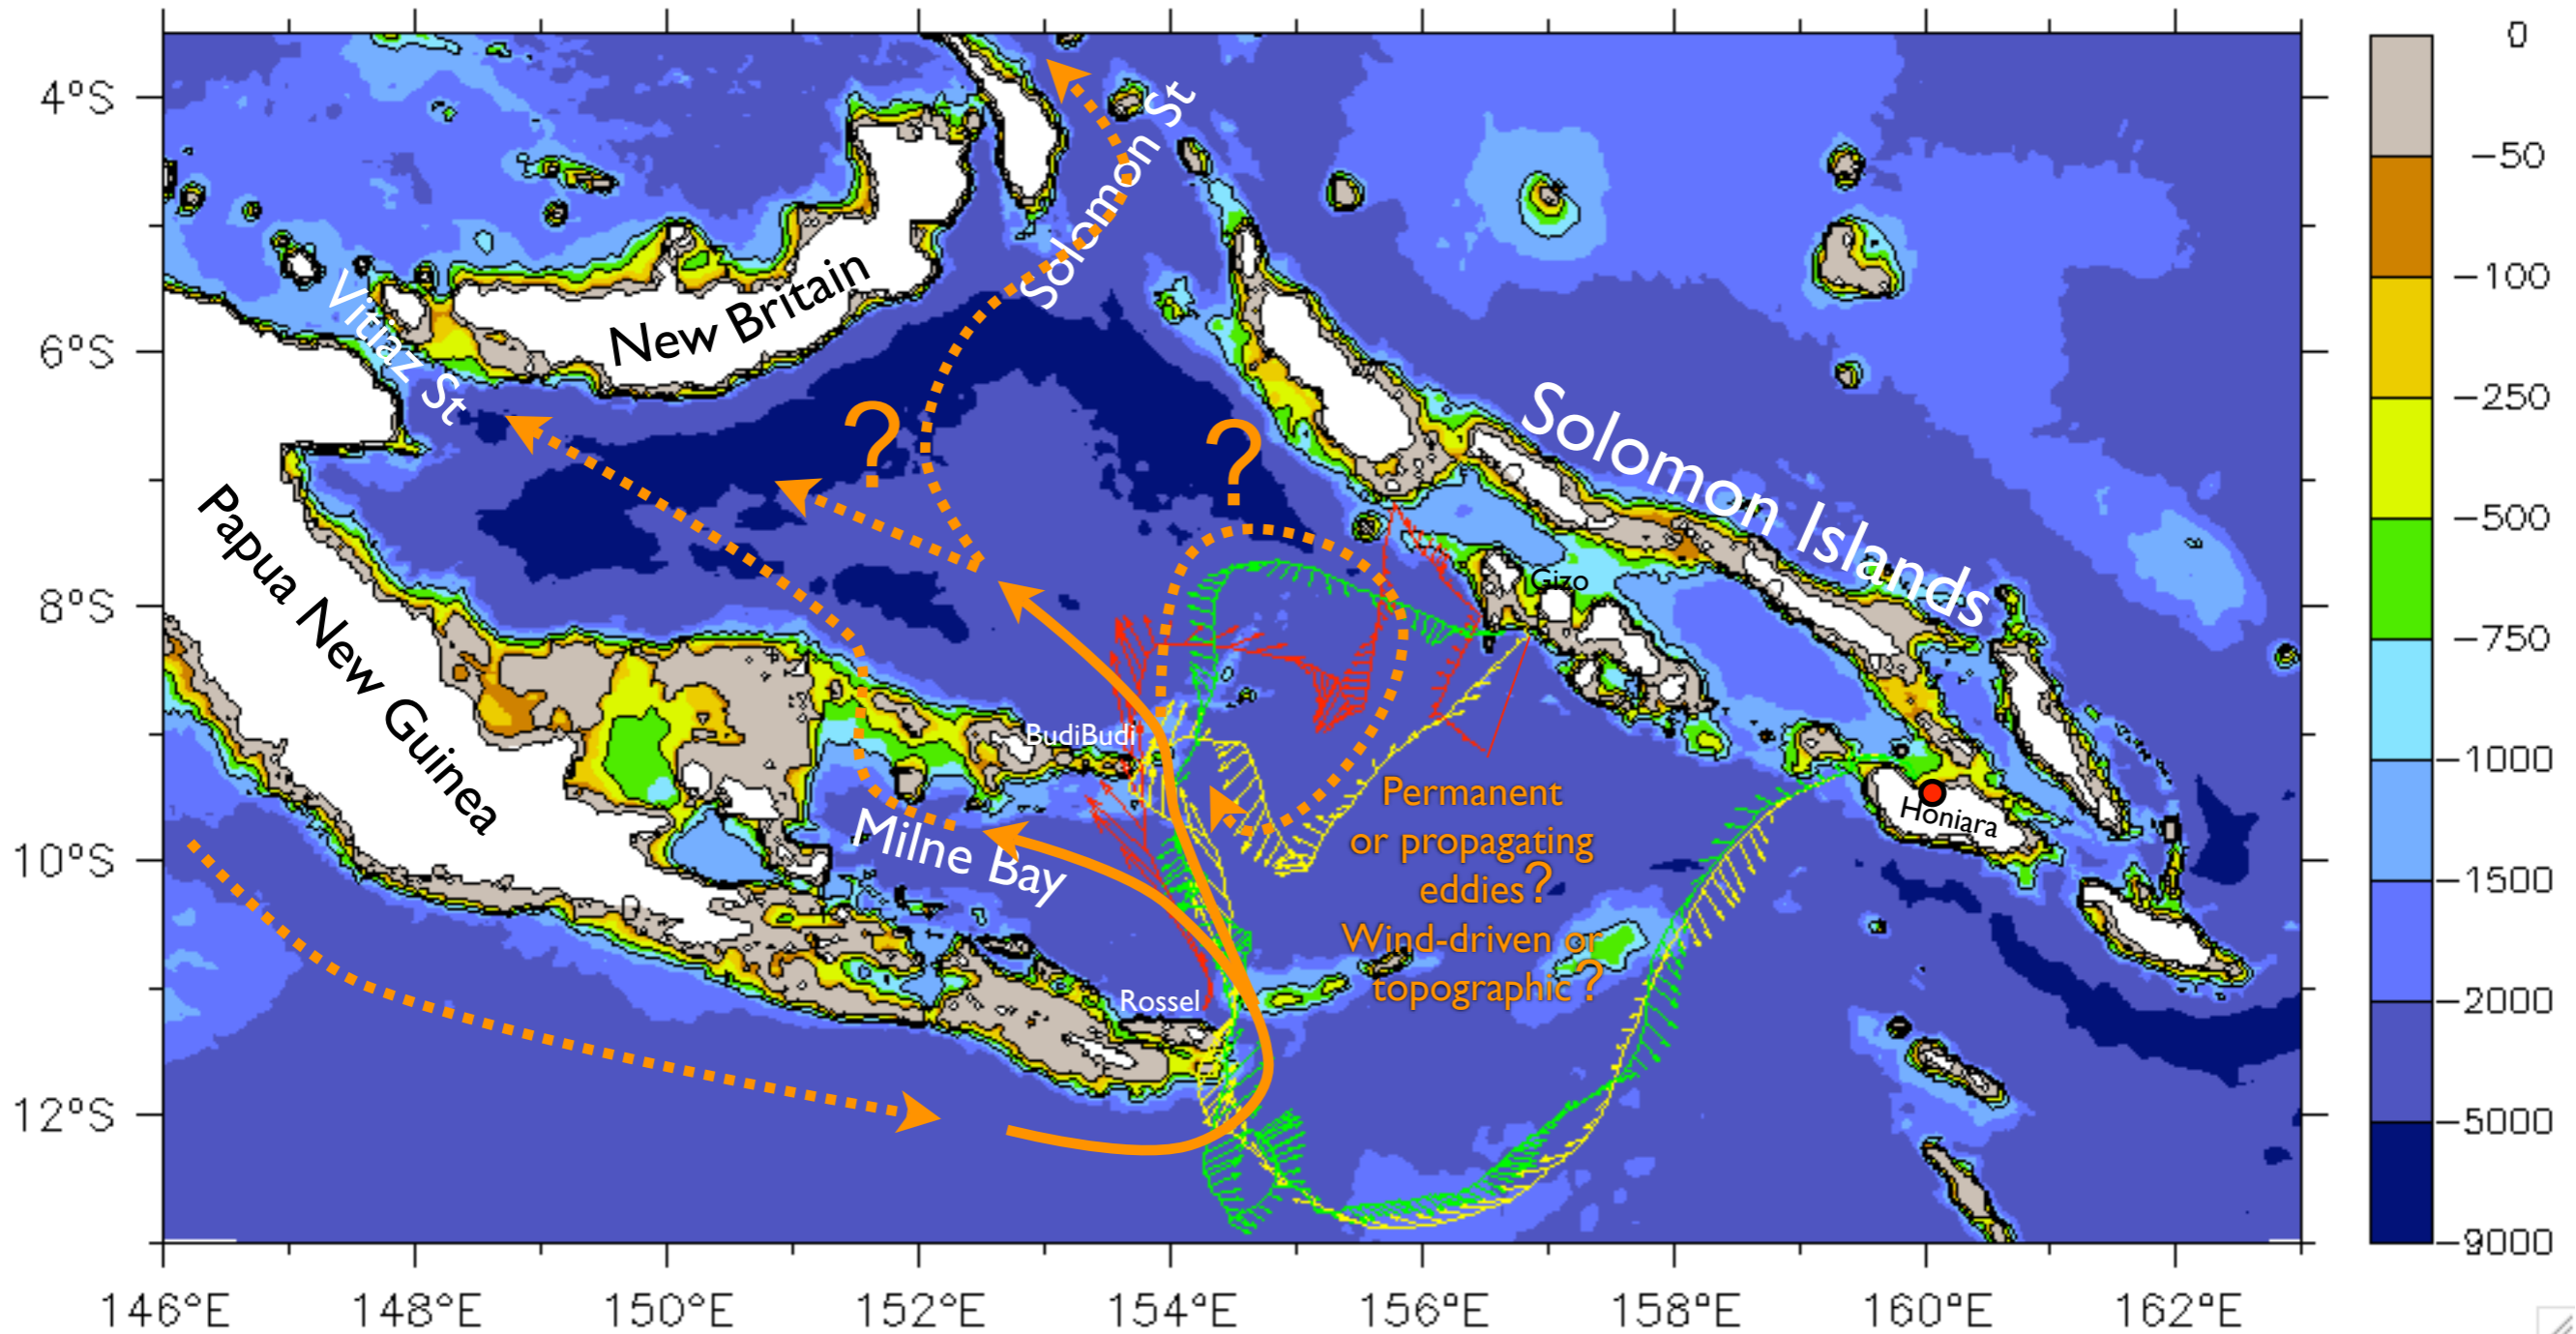 4°S
6°S
8°S
10°S
12°S
146°E
148°E
150°E
152°E
154°E
156°E
158°E
160°E
162°E
0
−50
−100
−250
−500
−750
−1000
−1500
−2000
−5000
−9000
Solomon St
Vitiaz St
New Britain
?
?
Solomon Islands
Papua New Guinea
Gizo
BudiBudi
Milne Bay
Honiara
Permanent
or propagating
eddies?
Wind-driven or
topographic?
Rossel